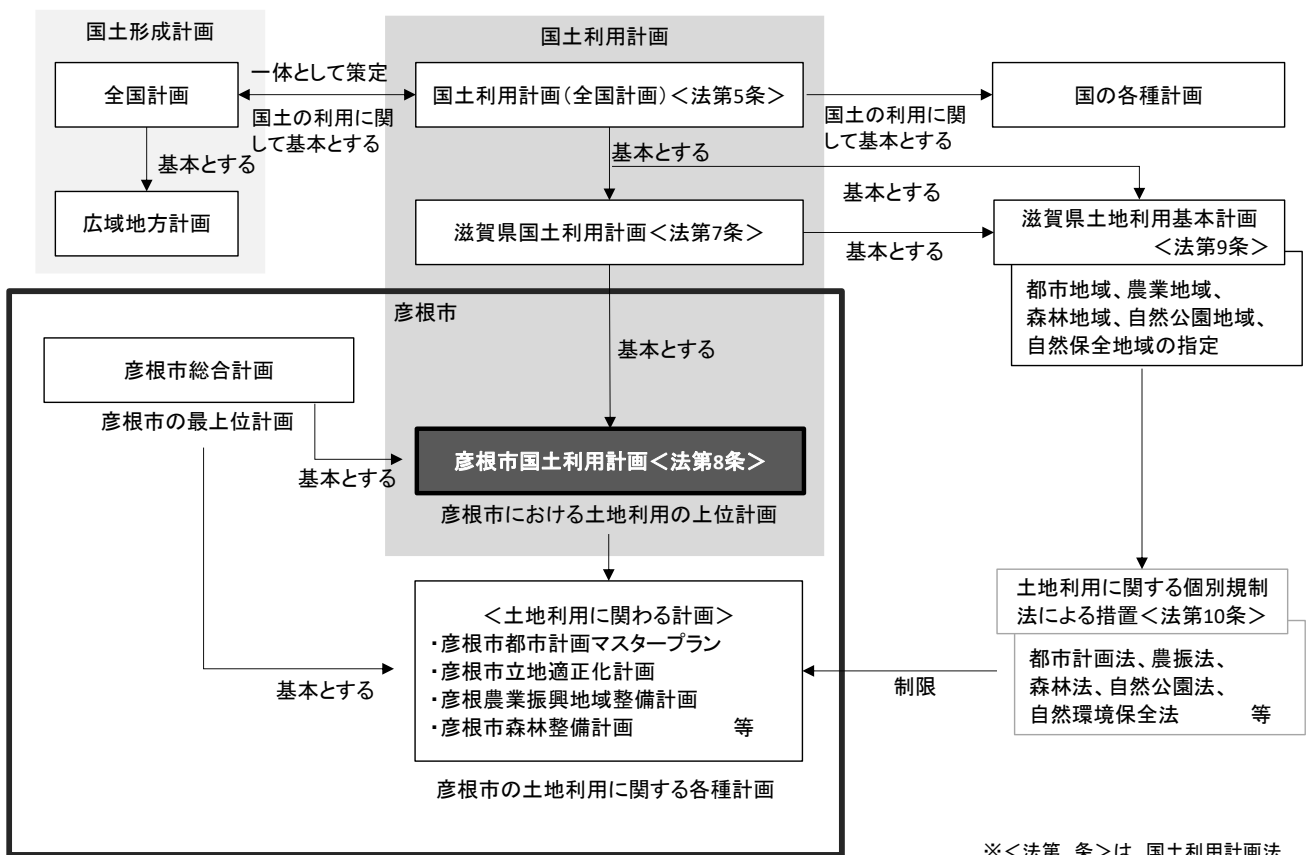 国土形成計画
国土利用計画
全国計画
一体として策定
国土の利用に関
して基本とする
国土利用計画(全国計画)<法第5条>
国土の利用に関
して基本とする
国の各種計画
基本とする
基本とする
基本とする
広域地方計画
滋賀県国土利用計画<法第7条>
基本とする
滋賀県土地利用基本計画
<法第9条>
都市地域、農業地域、
森林地域、自然公園地域、
自然保全地域の指定
彦根市
基本とする
彦根市総合計画
彦根市の最上位計画
基本とする
彦根市国土利用計画<法第8条>
彦根市における土地利用の上位計画
土地利用に関する個別規制
法による措置<法第10条>
都市計画法、農振法、
森林法、自然公園法、
自然環境保全法 等
<土地利用に関わる計画>
・彦根市都市計画マスタープラン
・彦根市立地適正化計画
・彦根農業振興地域整備計画
・彦根市森林整備計画 等
基本とする
制限
彦根市の土地利用に関する各種計画
※<法第 条>は、国土利用計画法